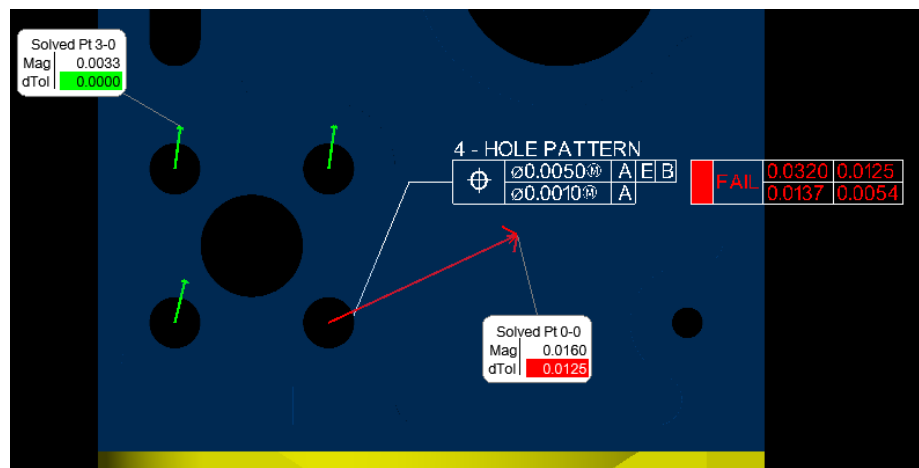 Solved Pt 3-0
Mag 0.0033
dTol 0.0000
4 - HOLE PATTERN
⌖ ⌀0.0050Ⓜ A E B
⌀0.0010Ⓜ A
FAIL 0.0320 0.0125
0.0137 0.0054
Solved Pt 0-0
Mag 0.0160
dTol 0.0125